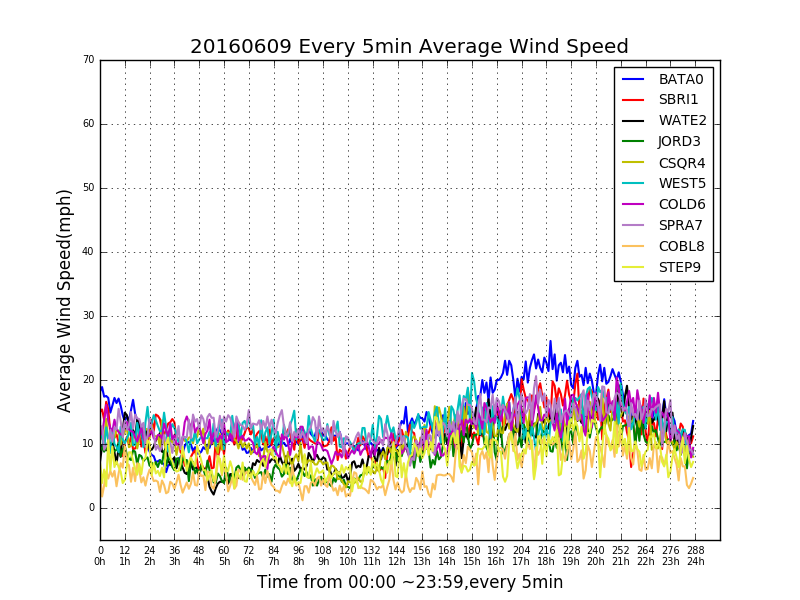 20160609 Every 5min Average Wind Speed
70
60
50
40
30
20
10
0
Average Wind Speed(mph)
BATA0
SBRI1
WATE2
JORD3
CSQR4
WEST5
COLD6
SPRA7
COBL8
STEP9
0 12 24 36 48 60 72 84 96 108 120 132 144 156 168 180 192 204 216 228 240 252 264 276 288
0h 1h 2h 3h 4h 5h 6h 7h 8h 9h 10h 11h 12h 13h 14h 15h 16h 17h 18h 19h 20h 21h 22h 23h 24h
Time from 00:00 ~23:59,every 5min